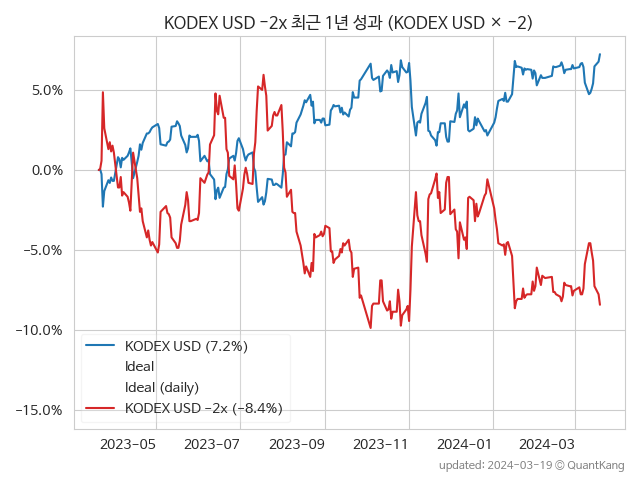 KODEX USD -2x 최근 1년 성과 (KODEX USD × -2)
5.0%
0.0%
-5.0%
-10.0%
-15.0%
KODEX USD (7.2%)
Ideal
Ideal (daily)
KODEX USD -2x (-8.4%)
2023-05 2023-07 2023-09 2023-11 2024-01 2024-03
updated: 2024-03-19 © QuantKang